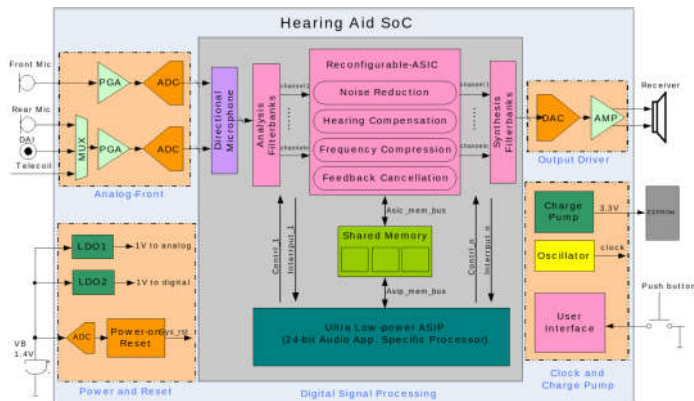 Hearing Aid SoC
Front Mic
PGA
ADC
Rear Mic
DAI
Telecoil
MUX
PGA
ADC
Analog-Front
Directional
Microphone
Analysis
Filterbanks
channel1
channeln
Reconfigurable-ASIC
Noise Reduction
Hearing Compensation
Frequency Compression
Feedback Cancellation
channel1
channeln
Synthesis
Filterbanks
DAC
AMP
Receiver
Output Driver
Asic_mem_bus
Shared Memory
Asip_mem_bus
Contrl_1
Interrput_1
Contrl_n
Interrput_n
Ultra Low-power ASIP
(24-bit Audio App. Specific Processor)
Digital Signal Processing
LDO1
1V to analog
LDO2
1V to digital
VB
1.4V
ADC
Power-on
Reset
Sys_rst
Power and Reset
Charge
Pump
3.3V
Oscillator
clock
Push button
User
Interface
Clock and
Charge Pump